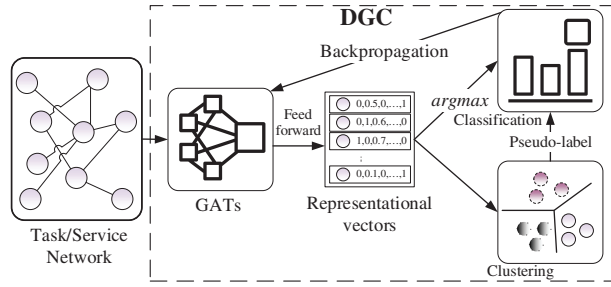 DGC
Backpropagation
argmax
Classification
Pseudo-label
Feed
forward
0,0.5,0,...,1
0,1,0.6,...,0
1,0,0.7,...,0
;
0,0.1,0,...,1
GATs
Representational
vectors
Task/Service
Network
Clustering